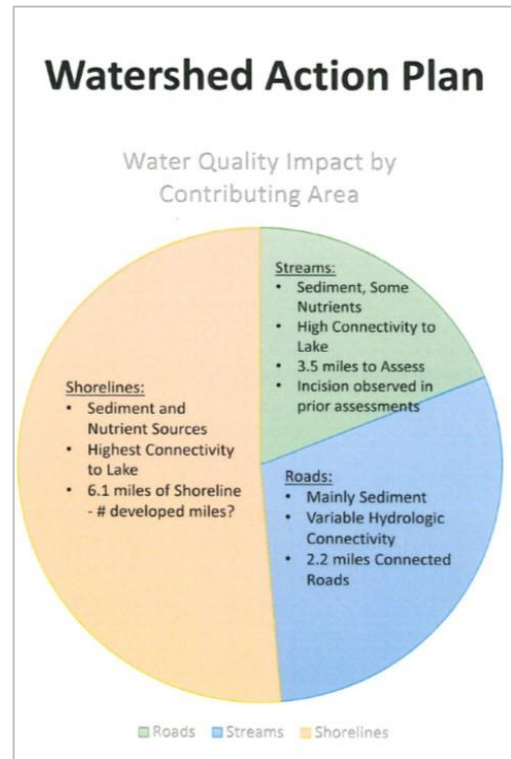 Watershed Action Plan
Water Quality Impact by
Contributing Area
Streams:
• Sediment, Some
Nutrients
• High Connectivity to
Lake
• 3.5 miles to Assess
• Incision observed in
prior assessments
Shorelines:
• Sediment and
Nutrient Sources
• Highest Connectivity
to Lake
• 6.1 miles of Shoreline
- # developed miles?
Roads:
• Mainly Sediment
• Variable Hydrologic
Connectivity
• 2.2 miles Connected
Roads
Roads Streams Shorelines